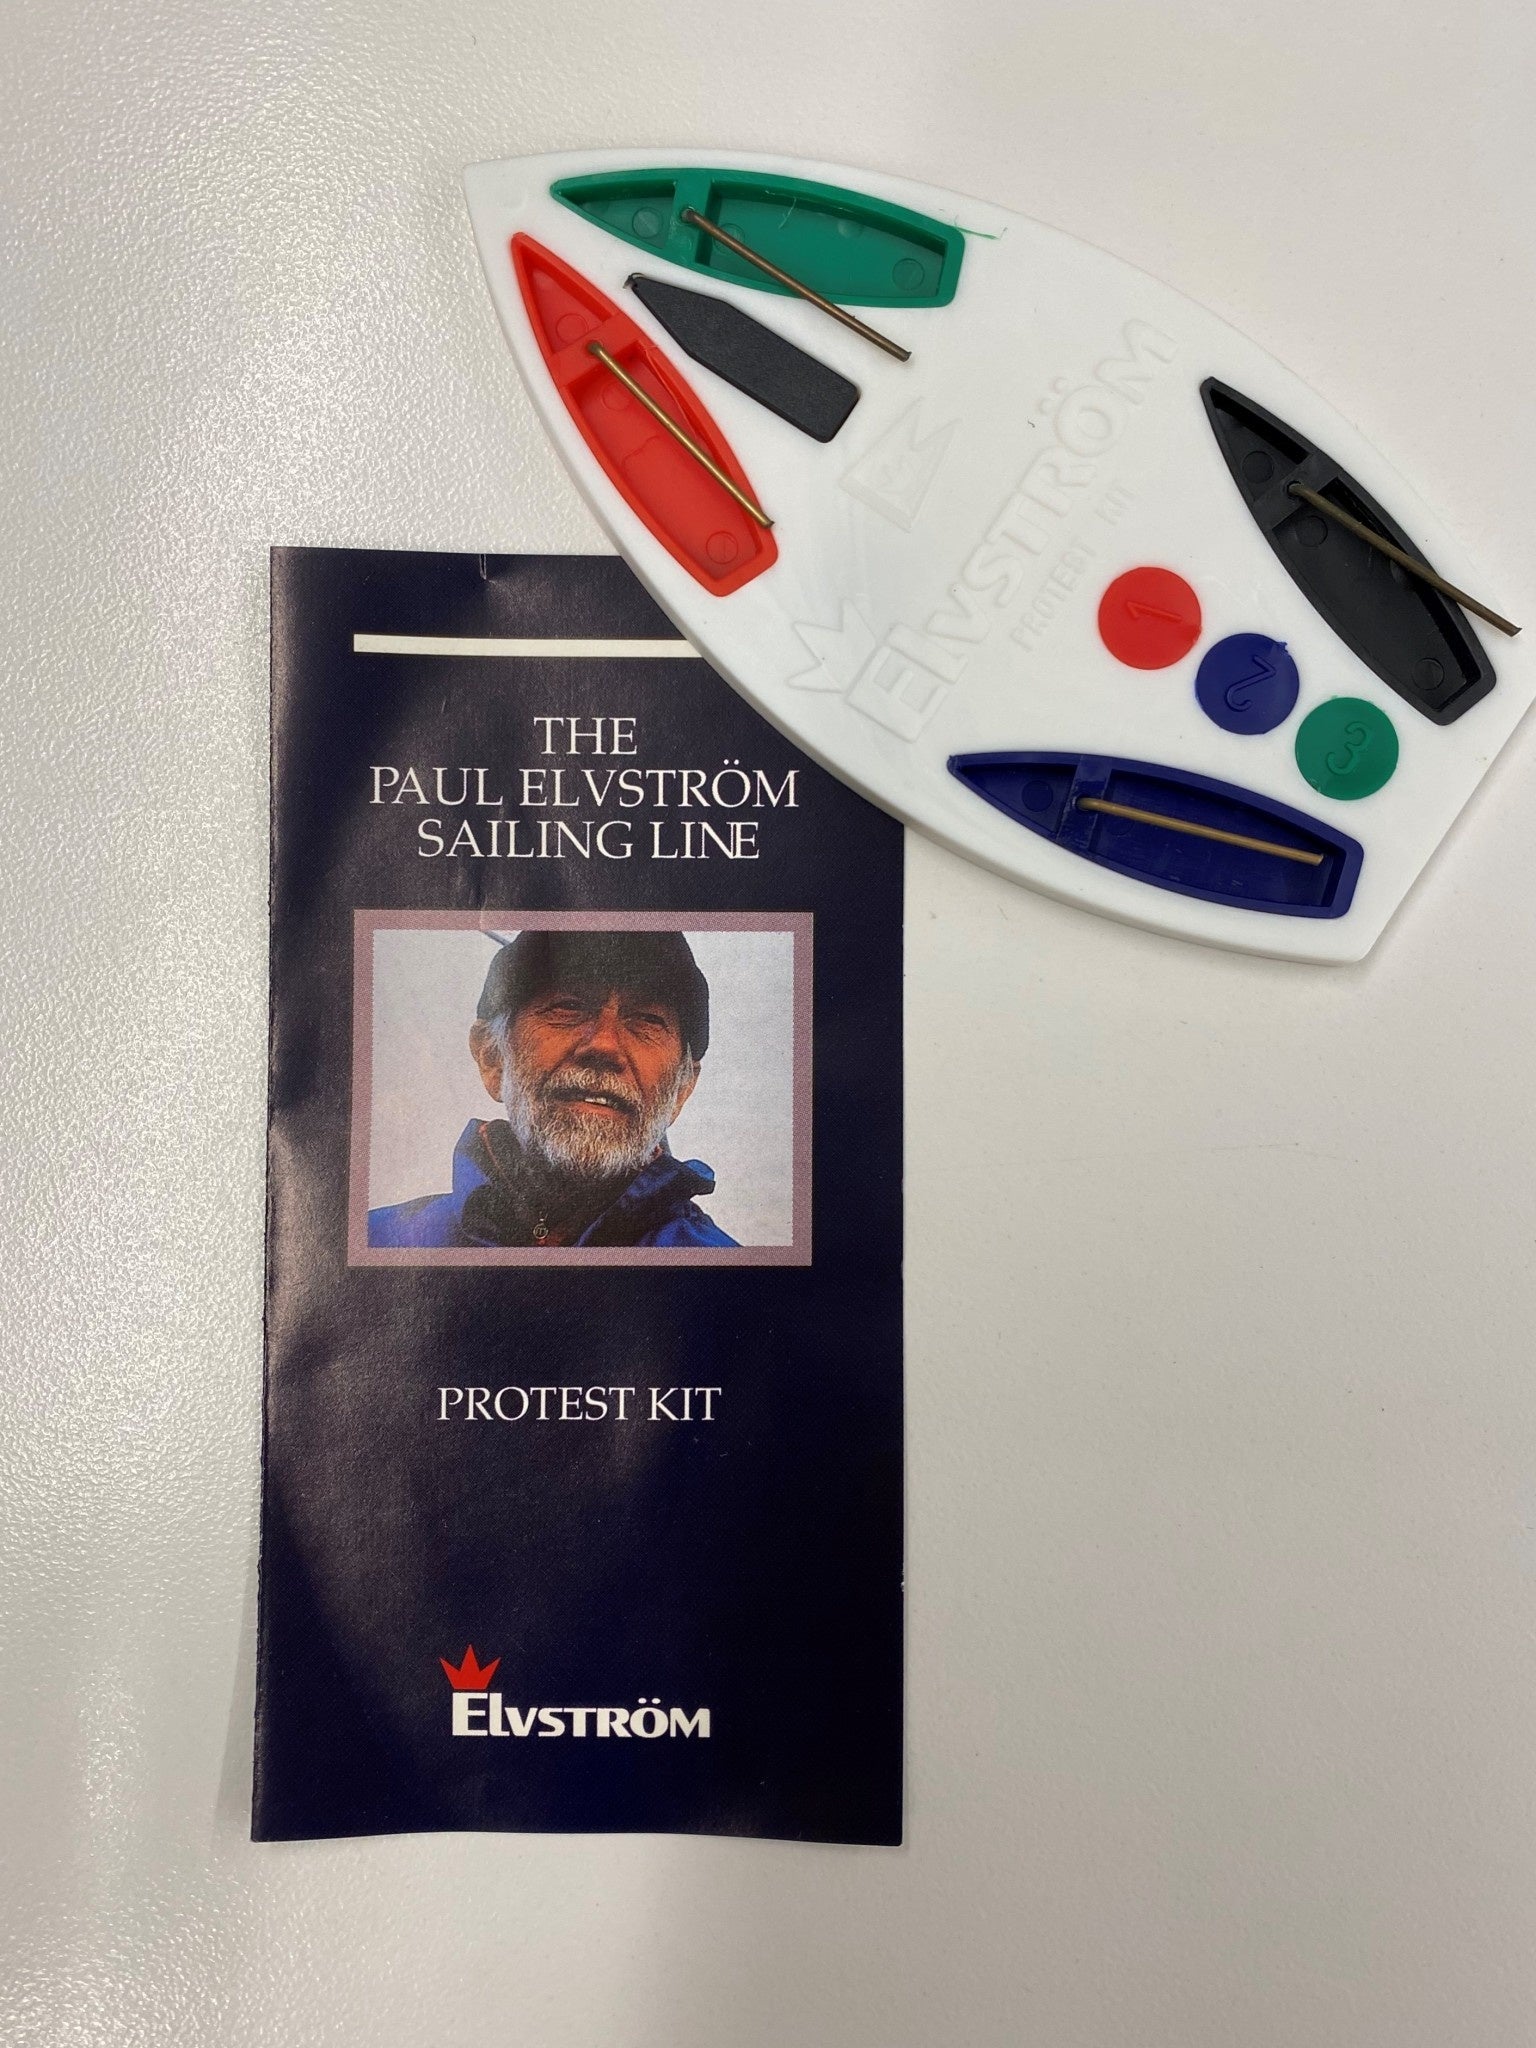 ELVSTRÖM
PROTEST KIT
1
2
3
THE
PAUL ELVSTRÖM
SAILING LINE
PROTEST KIT
ELVSTRÖM